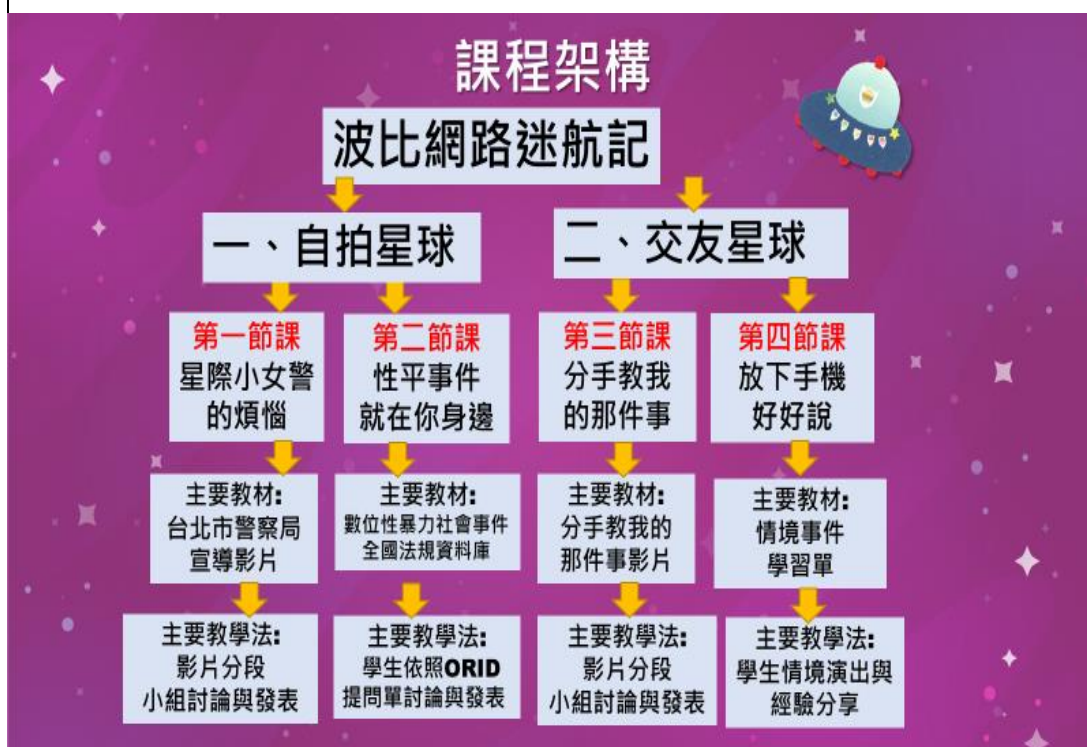 課程架構
波比網路迷航記
一、自拍星球
二、交友星球
第一節課
星際小女警
的煩惱
第二節課
性平事件
就在你身邊
第三節課
分手教我
的那件事
第四節課
放下手機
好好說
主要教材:
台北市警察局
宣導影片
主要教材:
數位性暴力社會事件
全國法規資料庫
主要教材:
分手教我的
那件事影片
主要教材:
情境事件
學習單
主要教學法:
影片分段
小組討論與發表
主要教學法:
學生依照ORID
提問單討論與發表
主要教學法:
影片分段
小組討論與發表
主要教學法:
學生情境演出與
經驗分享